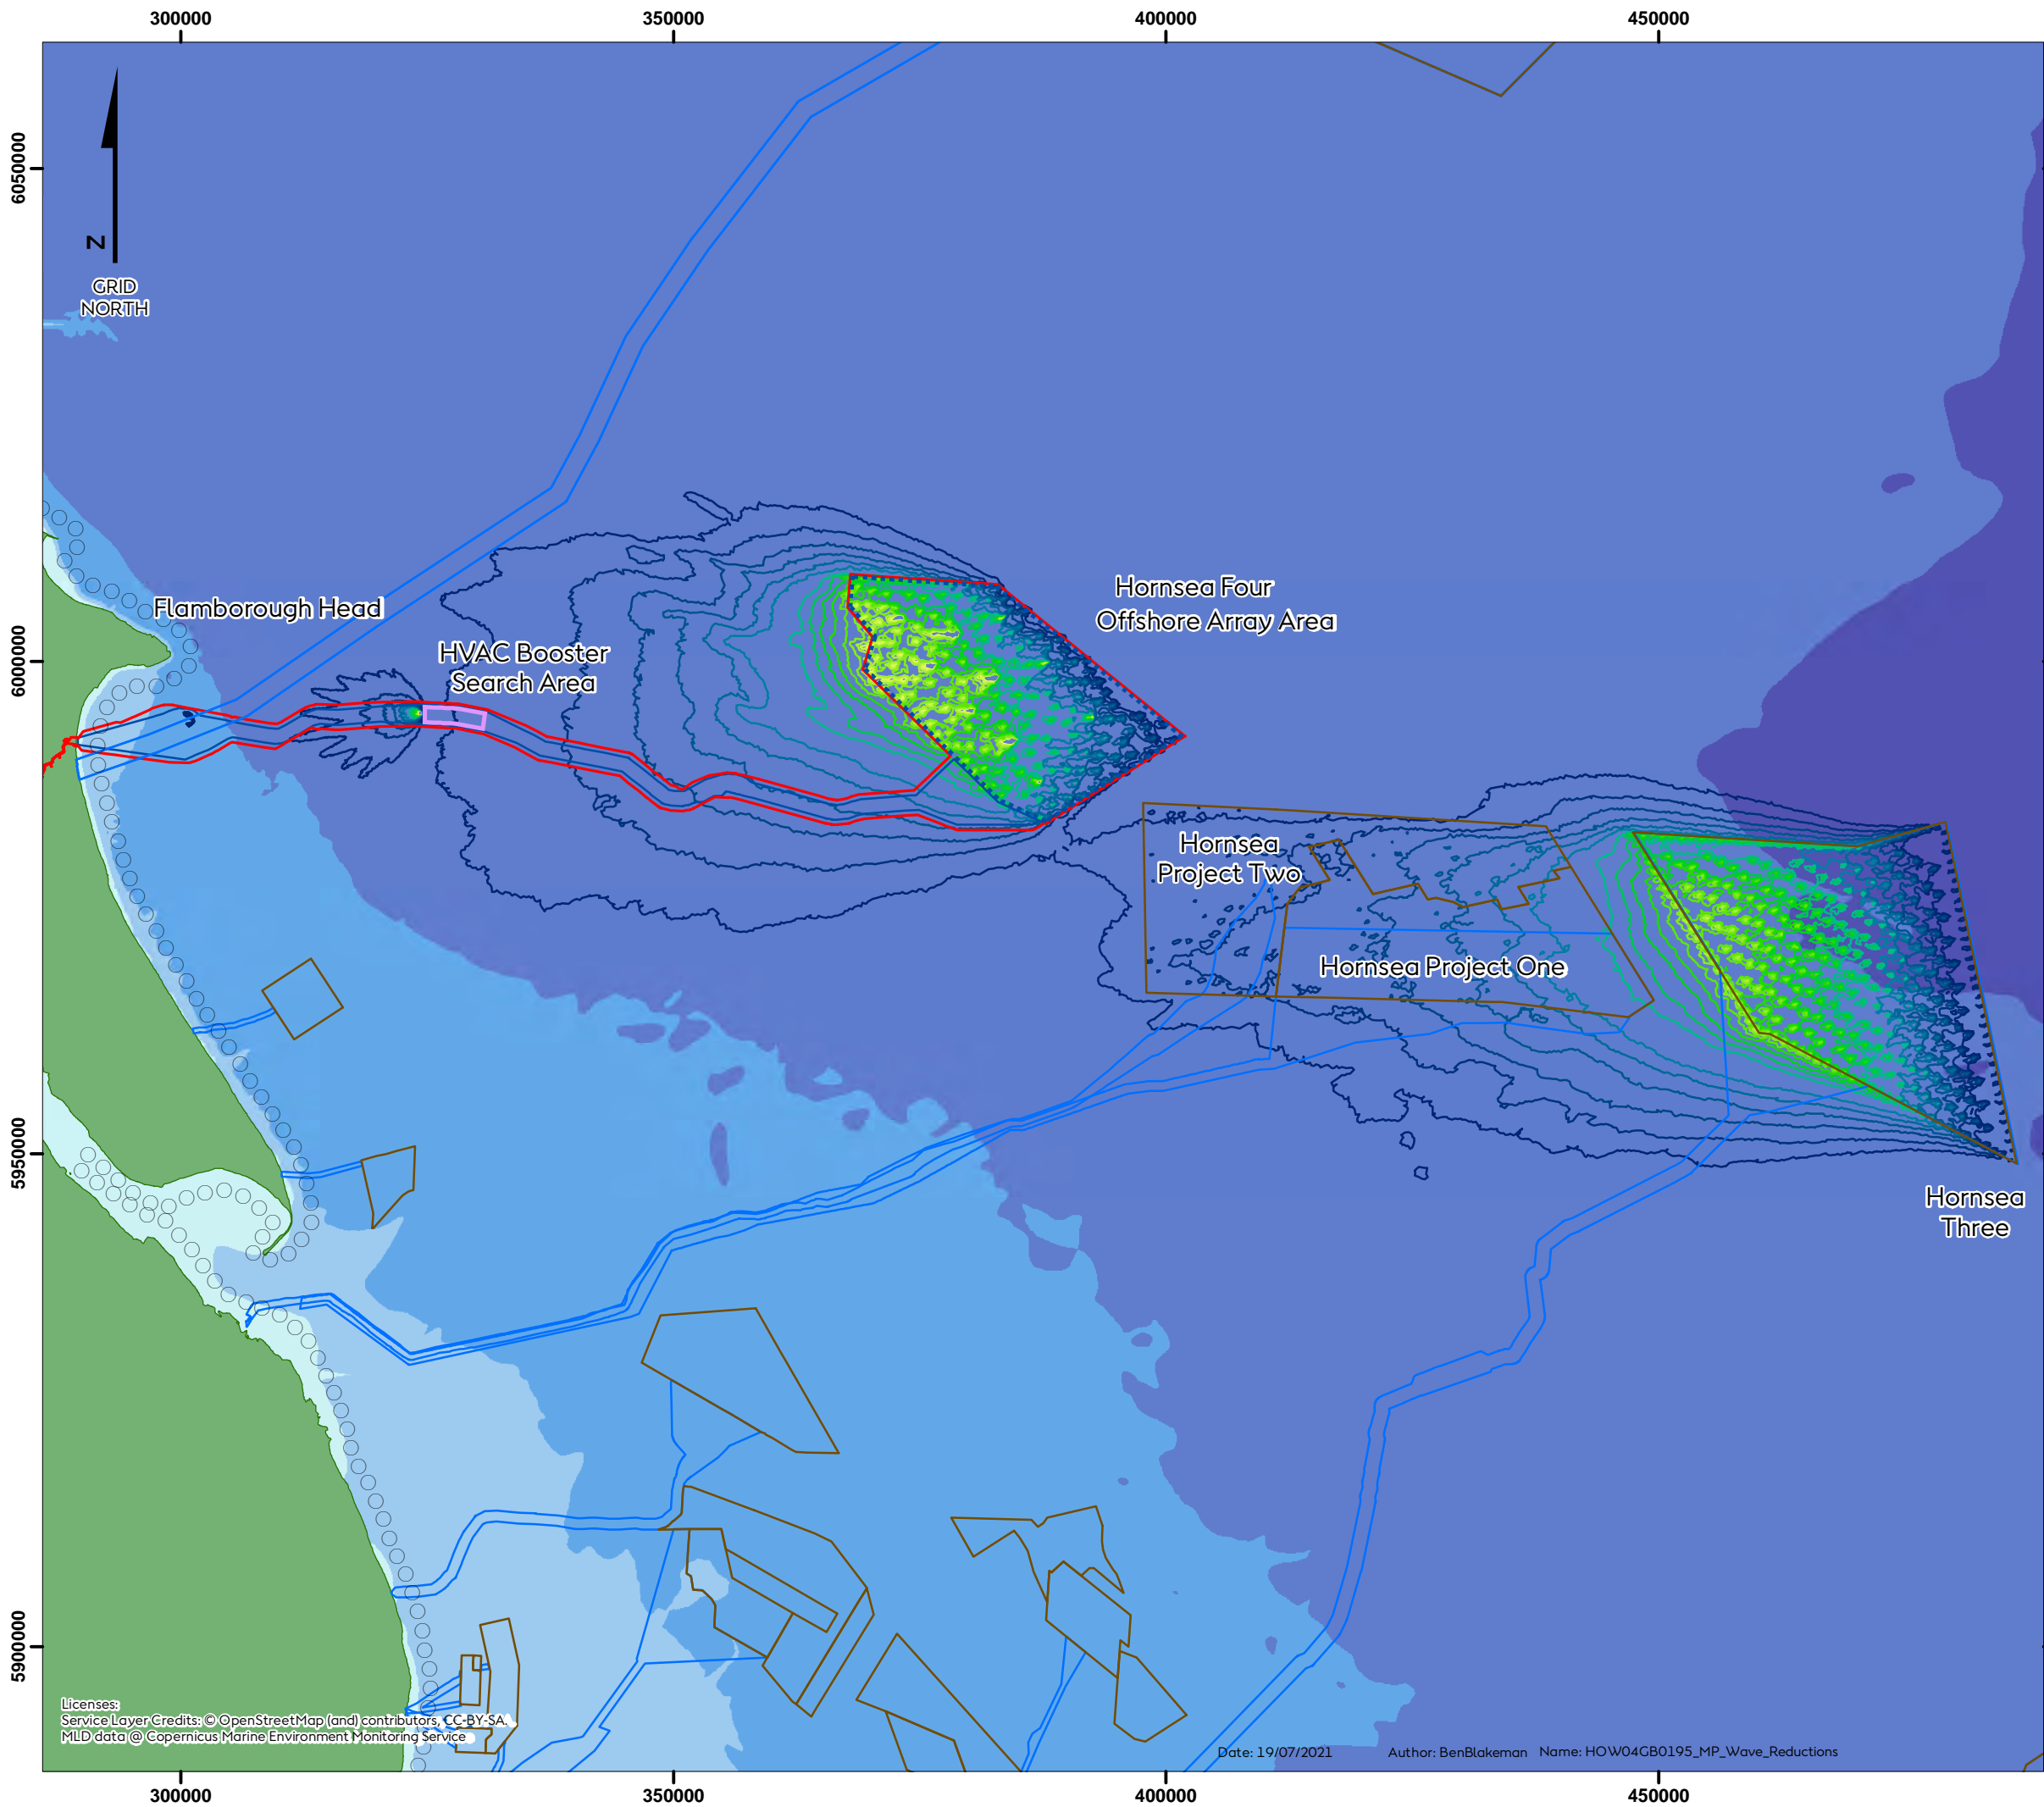 300000
350000
400000
450000
6050000
N
GRID
NORTH
Hornsea Four
Offshore Array Area
Flamborough Head
HVAC Booster
Search Area
6000000
Hornsea
Project Two
Hornsea Project One
5950000
Hornsea
Three
5900000
Licenses:
Service Layer Credits: © OpenStreetMap (and) contributors, CC-BY-SA,
MLD data @ Copernicus Marine Environment Monitoring Service
Date: 19/07/2021
Author: BenBlakeman
Name: HOW04GB0195_MP_Wave_Reductions
300000
350000
400000
450000